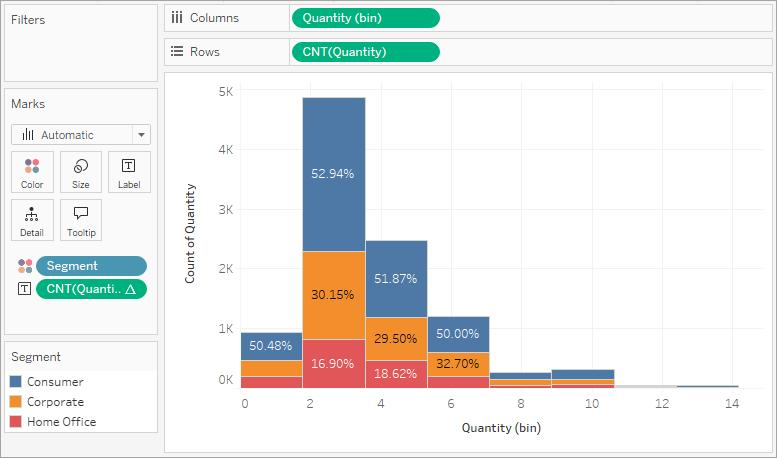 Filters
Columns
Quantity (bin)
Rows
CNT(Quantity)
Marks
Automatic
Color
Size
Label
Detail
Tooltip
Segment
CNT(Quanti.. Δ
Segment
Consumer
Corporate
Home Office
Count of Quantity
5K
4K
3K
2K
1K
0K
50.48%
52.94%
30.15%
16.90%
51.87%
29.50%
18.62%
50.00%
32.70%
0 2 4 6 8 10 12 14
Quantity (bin)